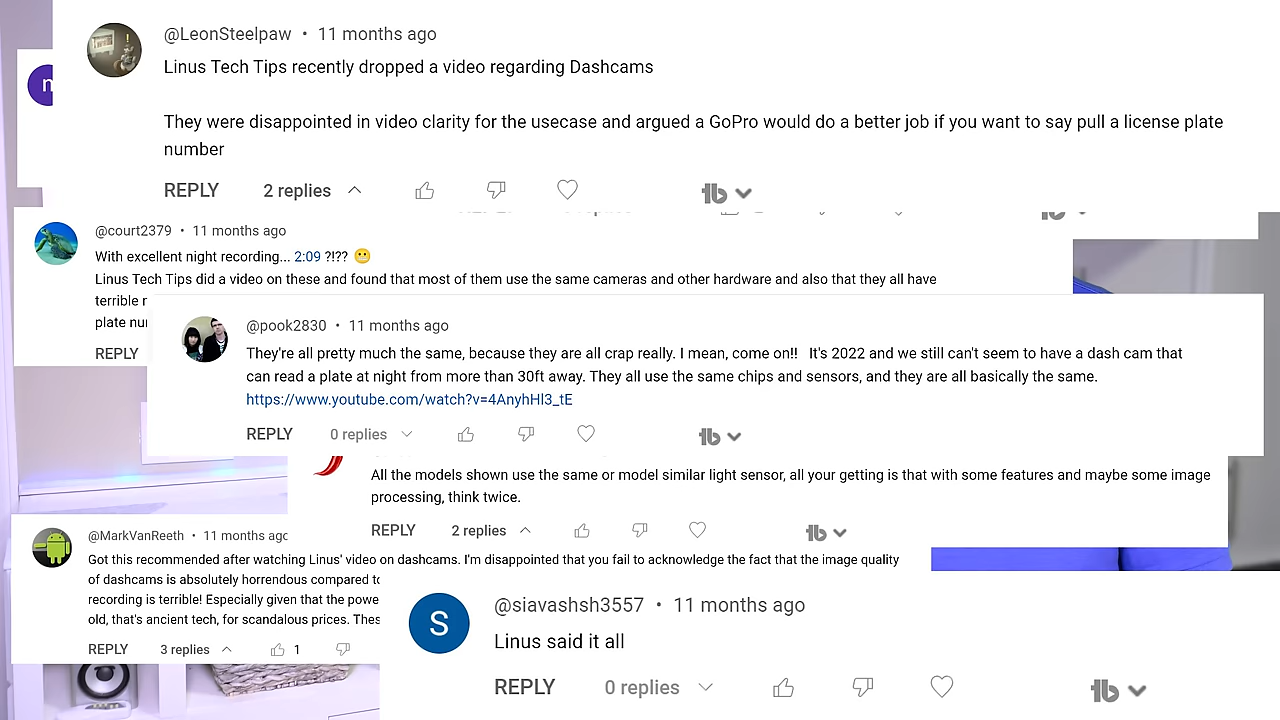 @LeonSteelpaw • 11 months ago
Linus Tech Tips recently dropped a video regarding Dashcams
They were disappointed in video clarity for the usecase and argued a GoPro would do a better job if you want to say pull a license plate
number
REPLY 2 replies
@court2379 • 11 months ago
With excellent night recording... 2:09 ?!?? 😬
Linus Tech Tips did a video on these and found that most of them use the same cameras and other hardware and also that they all have
terrible
plate
REPLY
@pook2830 • 11 months ago
They're all pretty much the same, because they are all crap really. I mean, come on!! It's 2022 and we still can't seem to have a dash cam that
can read a plate at night from more than 30ft away. They all use the same chips and sensors, and they are all basically the same.
https://www.youtube.com/watch?v=4AnyhHl3_tE
REPLY 0 replies
All the models shown use the same or model similar light sensor, all your getting is that with some features and maybe some image
processing, think twice.
REPLY 2 replies
@MarkVanReeth • 11 months ago
Got this recommended after watching Linus' video on dashcams. I'm disappointed that you fail to acknowledge the fact that the image quality
of dashcams is absolutely horrendous compared to
recording is terrible! Especially given that the powe
old, that's ancient tech, for scandalous prices. Thes
REPLY 3 replies 1
S
@siavashsh3557 • 11 months ago
Linus said it all
REPLY 0 replies